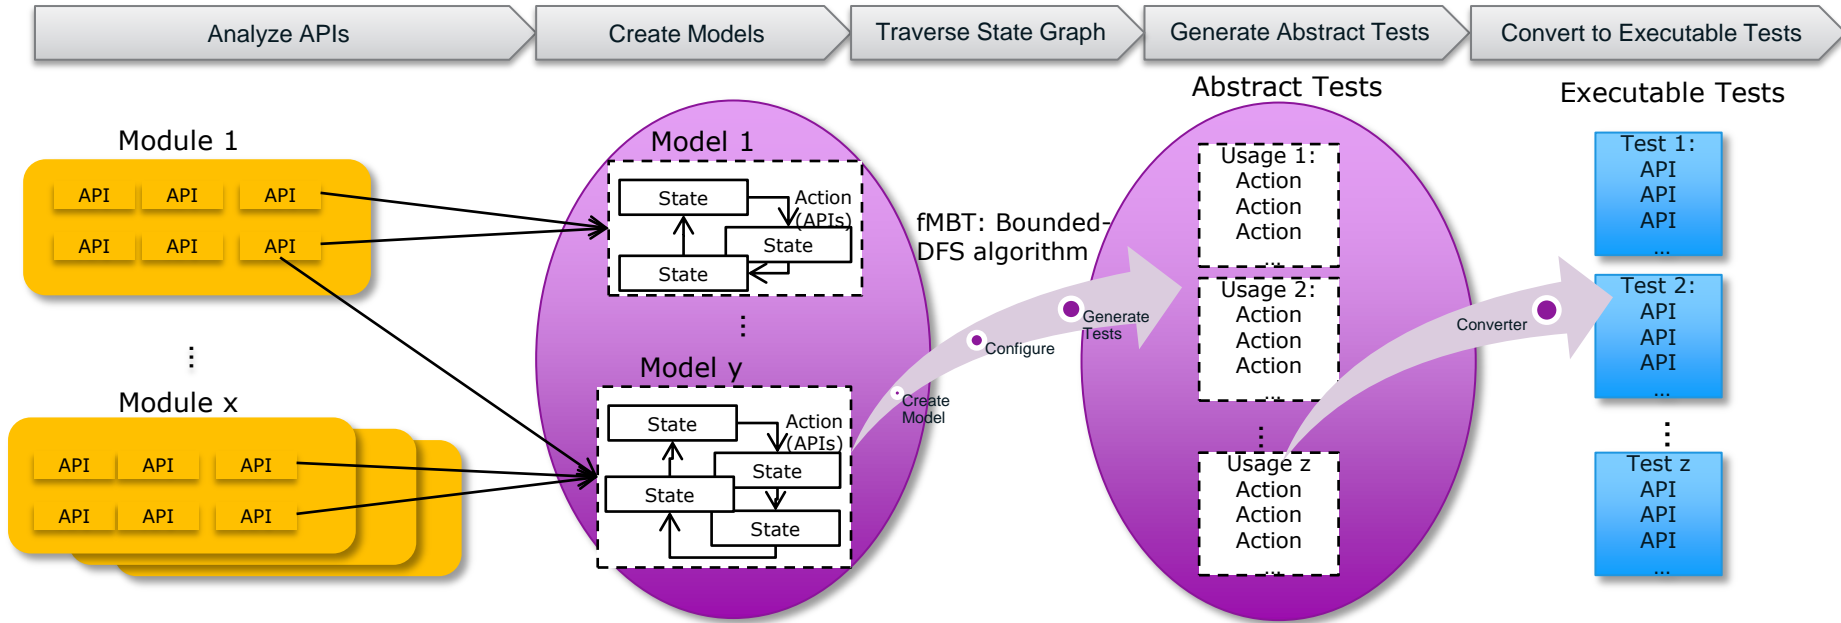 Analyze APIs
Create Models
Traverse State Graph
Generate Abstract Tests
Convert to Executable Tests
Module 1
API API API
API API API
⋮
Module x
API API API
API API API
Model 1
State
Action
(APIs)
State
State
⋮
Model y
State
Action
(APIs)
State
State
State
fMBT: Bounded-
DFS algorithm
Create
Model
Configure
Generate
Tests
Abstract Tests
Usage 1:
Action
Action
Action
...
Usage 2:
Action
Action
Action
...
⋮
Usage z
Action
Action
Action
...
Converter
Executable Tests
Test 1:
API
API
API
...
Test 2:
API
API
API
...
⋮
Test z
API
API
API
...